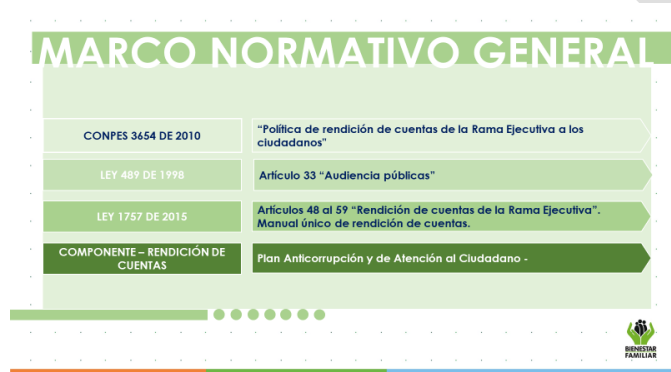 MARCO NORMATIVO GENERAL
CONPES 3654 DE 2010
“Política de rendición de cuentas de la Rama Ejecutiva a los
ciudadanos"
LEY 489 DE 1998
Artículo 33 “Audiencia públicas”
LEY 1757 DE 2015
Artículos 48 al 59 “Rendición de cuentas de la Rama Ejecutiva”.
Manual único de rendición de cuentas.
COMPONENTE – RENDICIÓN DE
CUENTAS
Plan Anticorrupción y de Atención al Ciudadano -
BIENESTAR
FAMILIAR